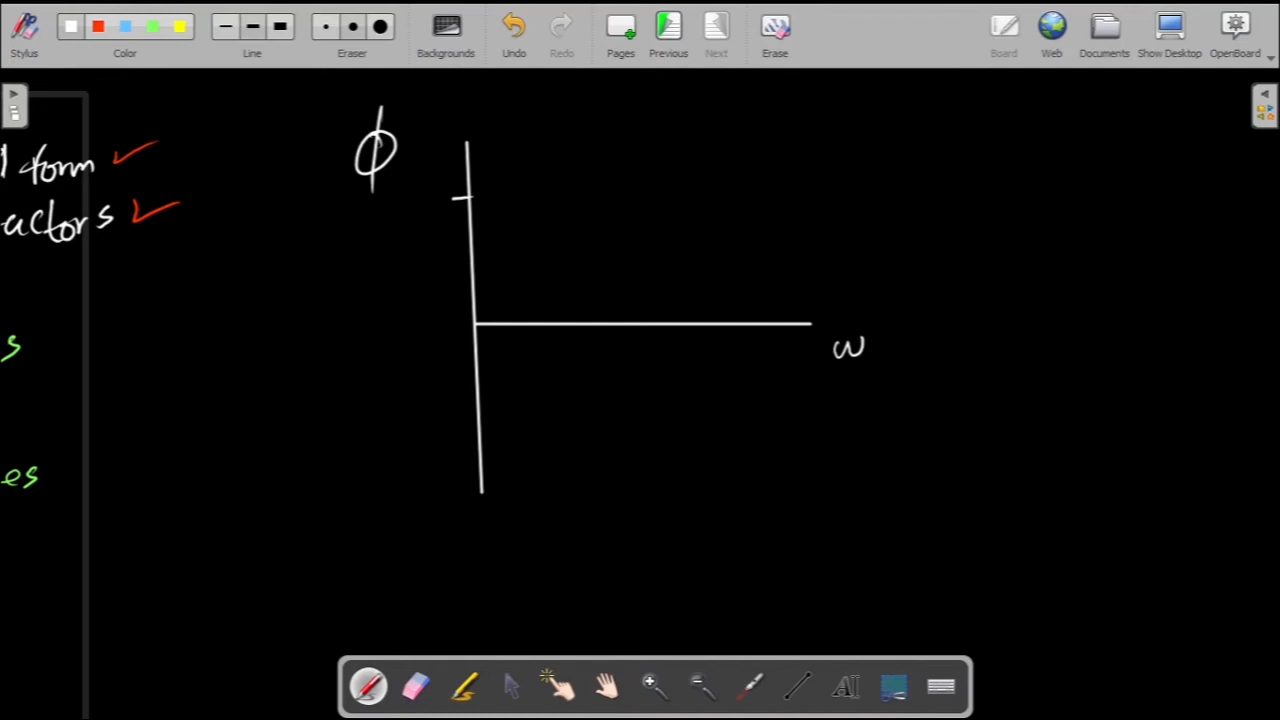 Stylus
Color
Line
Eraser
Backgrounds
Undo
Redo
Pages
Previous
Next
Erase
Board
Web
Documents
Show Desktop
OpenBoard
form ✓
actors ✓
s
es
ϕ
ω
AI